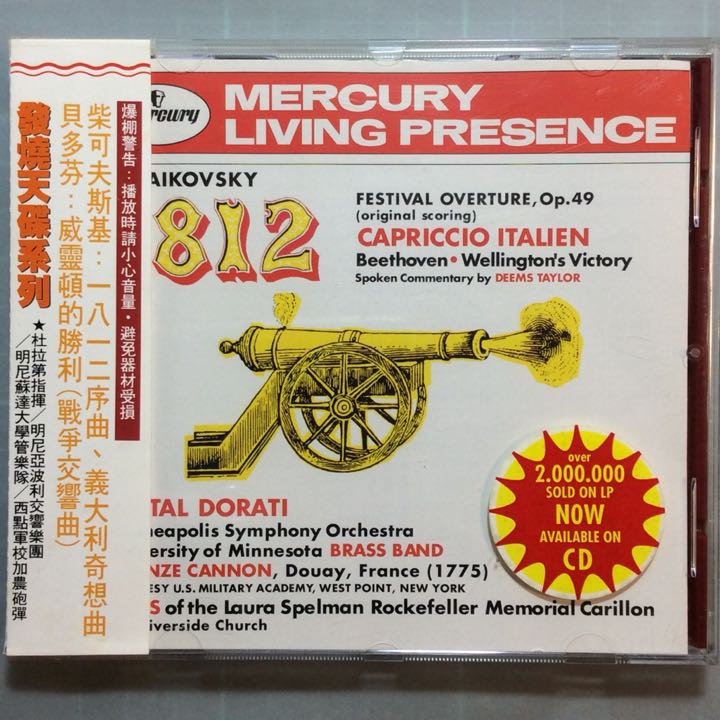 發燒天碟系列
爆棚警告：播放時請小心音量·避免器材受損
柴可夫斯基：一八一二序曲、義大利奇想曲
貝多芬：威靈頓的勝利(戰爭交響曲)
★杜拉第指揮/明尼亞波利交響樂團
/明尼蘇達大學管樂隊/西點軍校加農砲彈
ercury
MERCURY
LIVING PRESENCE
AIKOVSKY
812
FESTIVAL OVERTURE, Op.49
(original scoring)
CAPRICCIO ITALIEN
Beethoven • Wellington's Victory
Spoken Commentary by DEEMS TAYLOR
TAL DORATI
neapolis Symphony Orchestra
versity of Minnesota BRASS BAND
NZE CANNON, Douay, France (1775)
ESY U.S. MILITARY ACADEMY, WEST POINT, NEW YORK
S of the Laura Spelman Rockefeller Memorial Carillon
iverside Church
over
2.000.000
SOLD ON LP
NOW
AVAILABLE ON
CD